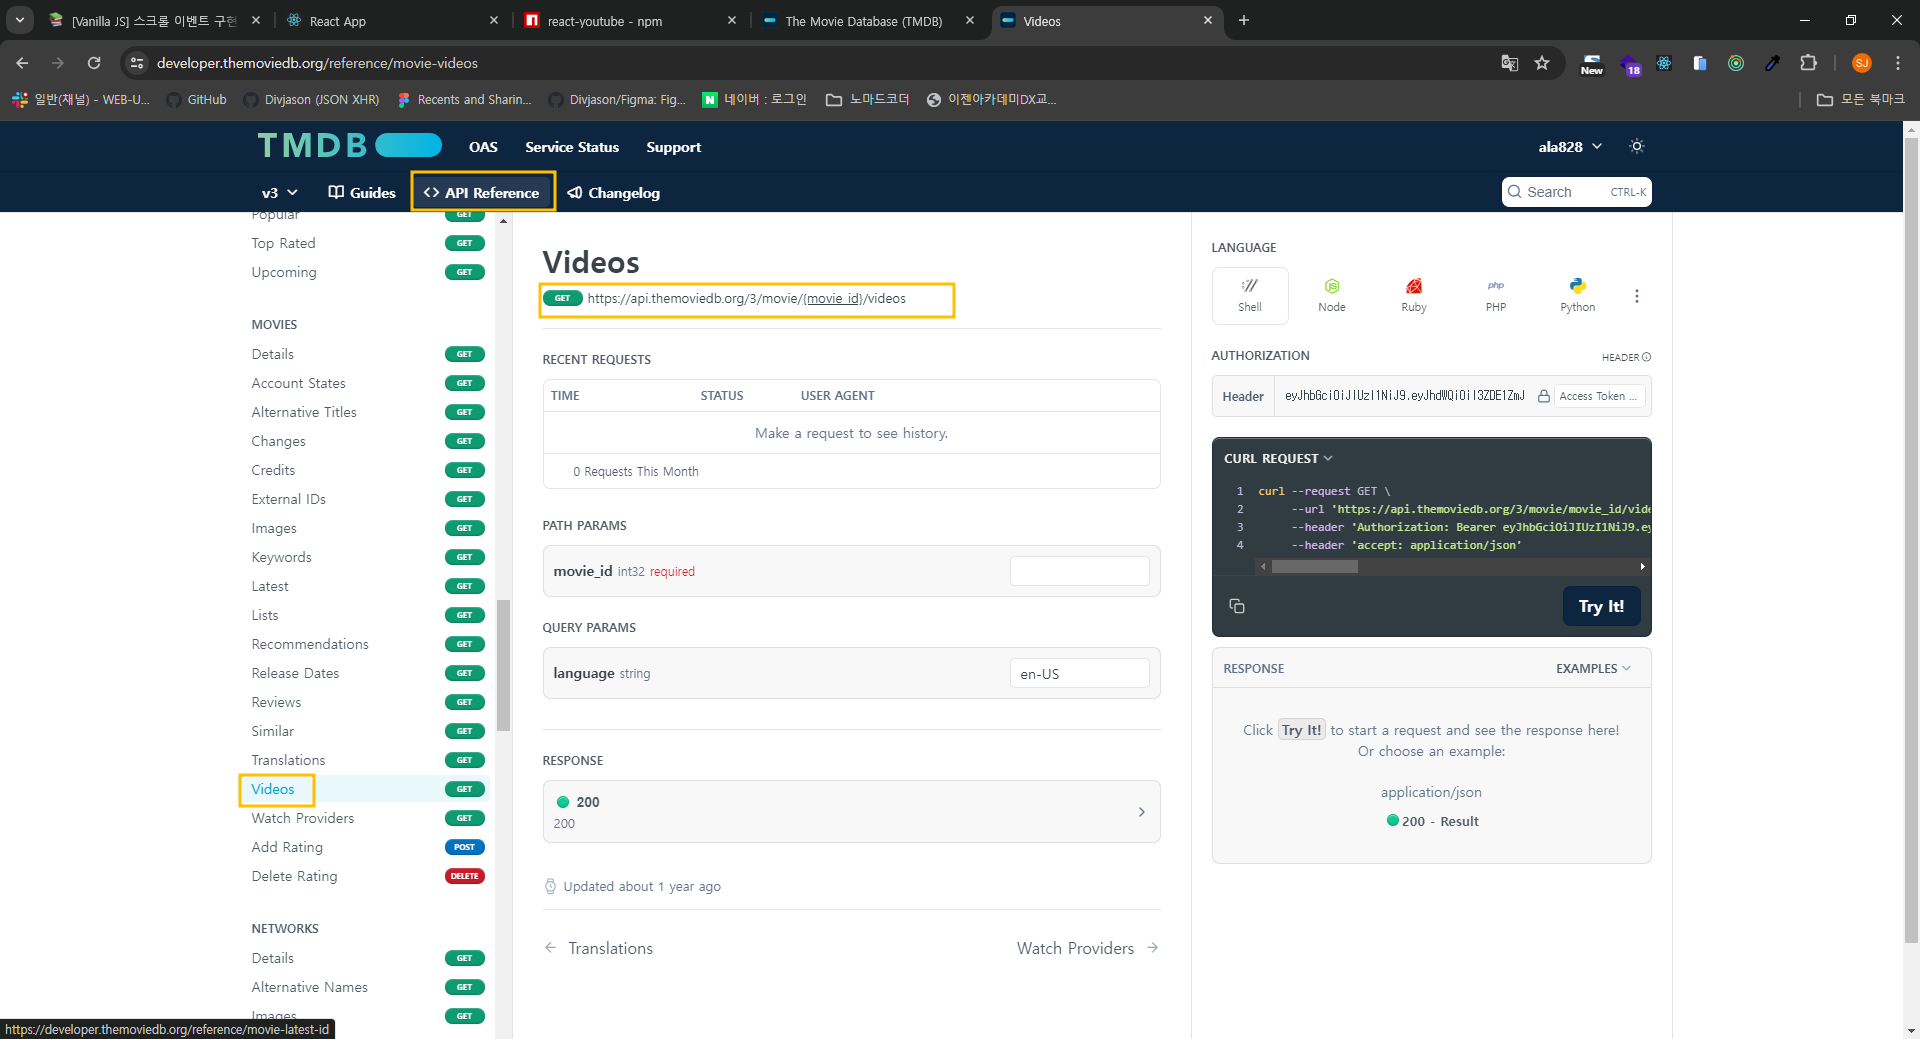 [Vanilla JS] 스크롤 이벤트 구현
React App
react-youtube - npm
The Movie Database (TMDB)
Videos
developer.themoviedb.org/reference/movie-videos
New
18
SJ
일반(채널) - WEB-U...
GitHub
Divjason (JSON XHR)
Recents and Sharin...
Divjason/Figma: Fig...
N
네이버 : 로그인
노마드코더
이젠아카데미DX교...
모든 북마크
TMDB
OAS
Service Status
Support
ala828
v3
Guides
<> API Reference
Changelog
Search
CTRL-K
Popular GET
Top Rated GET
Upcoming GET
MOVIES
Details GET
Account States GET
Alternative Titles GET
Changes GET
Credits GET
External IDs GET
Images GET
Keywords GET
Latest GET
Lists GET
Recommendations GET
Release Dates GET
Reviews GET
Similar GET
Translations GET
Videos GET
Watch Providers GET
Add Rating POST
Delete Rating DELETE
NETWORKS
Details GET
Alternative Names GET
Images GET
https://developer.themoviedb.org/reference/movie-latest-id
Videos
GET https://api.themoviedb.org/3/movie/{movie_id}/videos
RECENT REQUESTS
TIME STATUS USER AGENT
Make a request to see history.
0 Requests This Month
PATH PARAMS
movie_id int32 required
QUERY PARAMS
language string en-US
RESPONSE
200
200
Updated about 1 year ago
← Translations
Watch Providers →
LANGUAGE
Shell
Node
Ruby
php
PHP
Python
AUTHORIZATION HEADER
Header eyJhbGciOiJIUzI1NiJ9.eyJhdWQiOiI3ZDE1ZmJ Access Token ...
CURL REQUEST
1 curl --request GET \
2 --url 'https://api.themoviedb.org/3/movie/movie_id/vide
3 --header 'Authorization: Bearer eyJhbGciOiJIUzI1NiJ9.ey
4 --header 'accept: application/json'
Try It!
RESPONSE EXAMPLES
Click Try It! to start a request and see the response here!
Or choose an example:
application/json
200 - Result